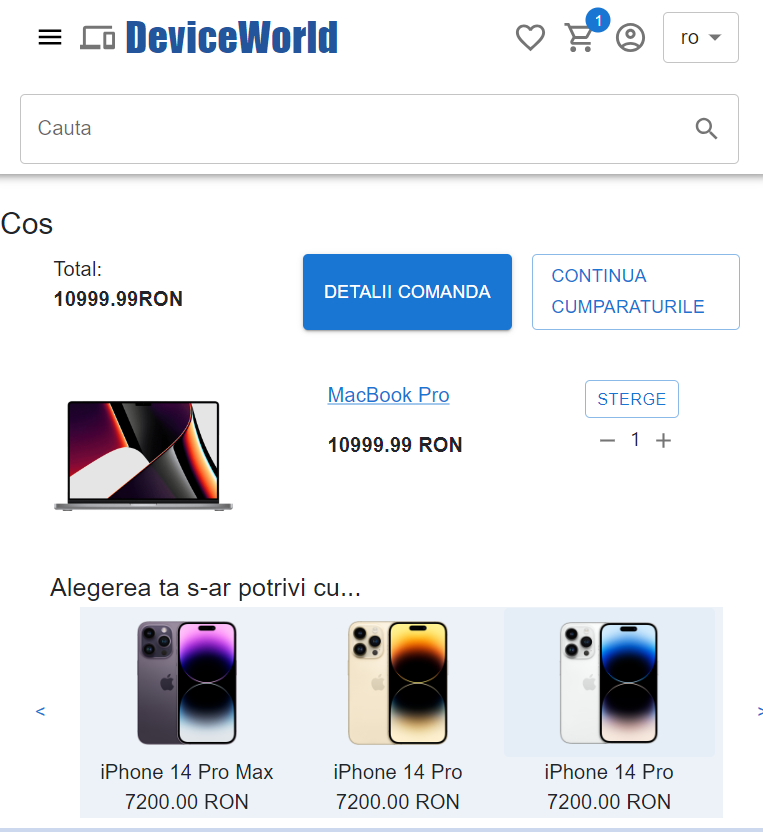 DeviceWorld
1
ro
Cauta
Cos
Total:
10999.99RON
DETALII COMANDA
CONTINUA
CUMPARATURILE
MacBook Pro
10999.99 RON
STERGE
− 1 +
Alegerea ta s-ar potrivi cu...
<
>
iPhone 14 Pro Max
7200.00 RON
iPhone 14 Pro
7200.00 RON
iPhone 14 Pro
7200.00 RON